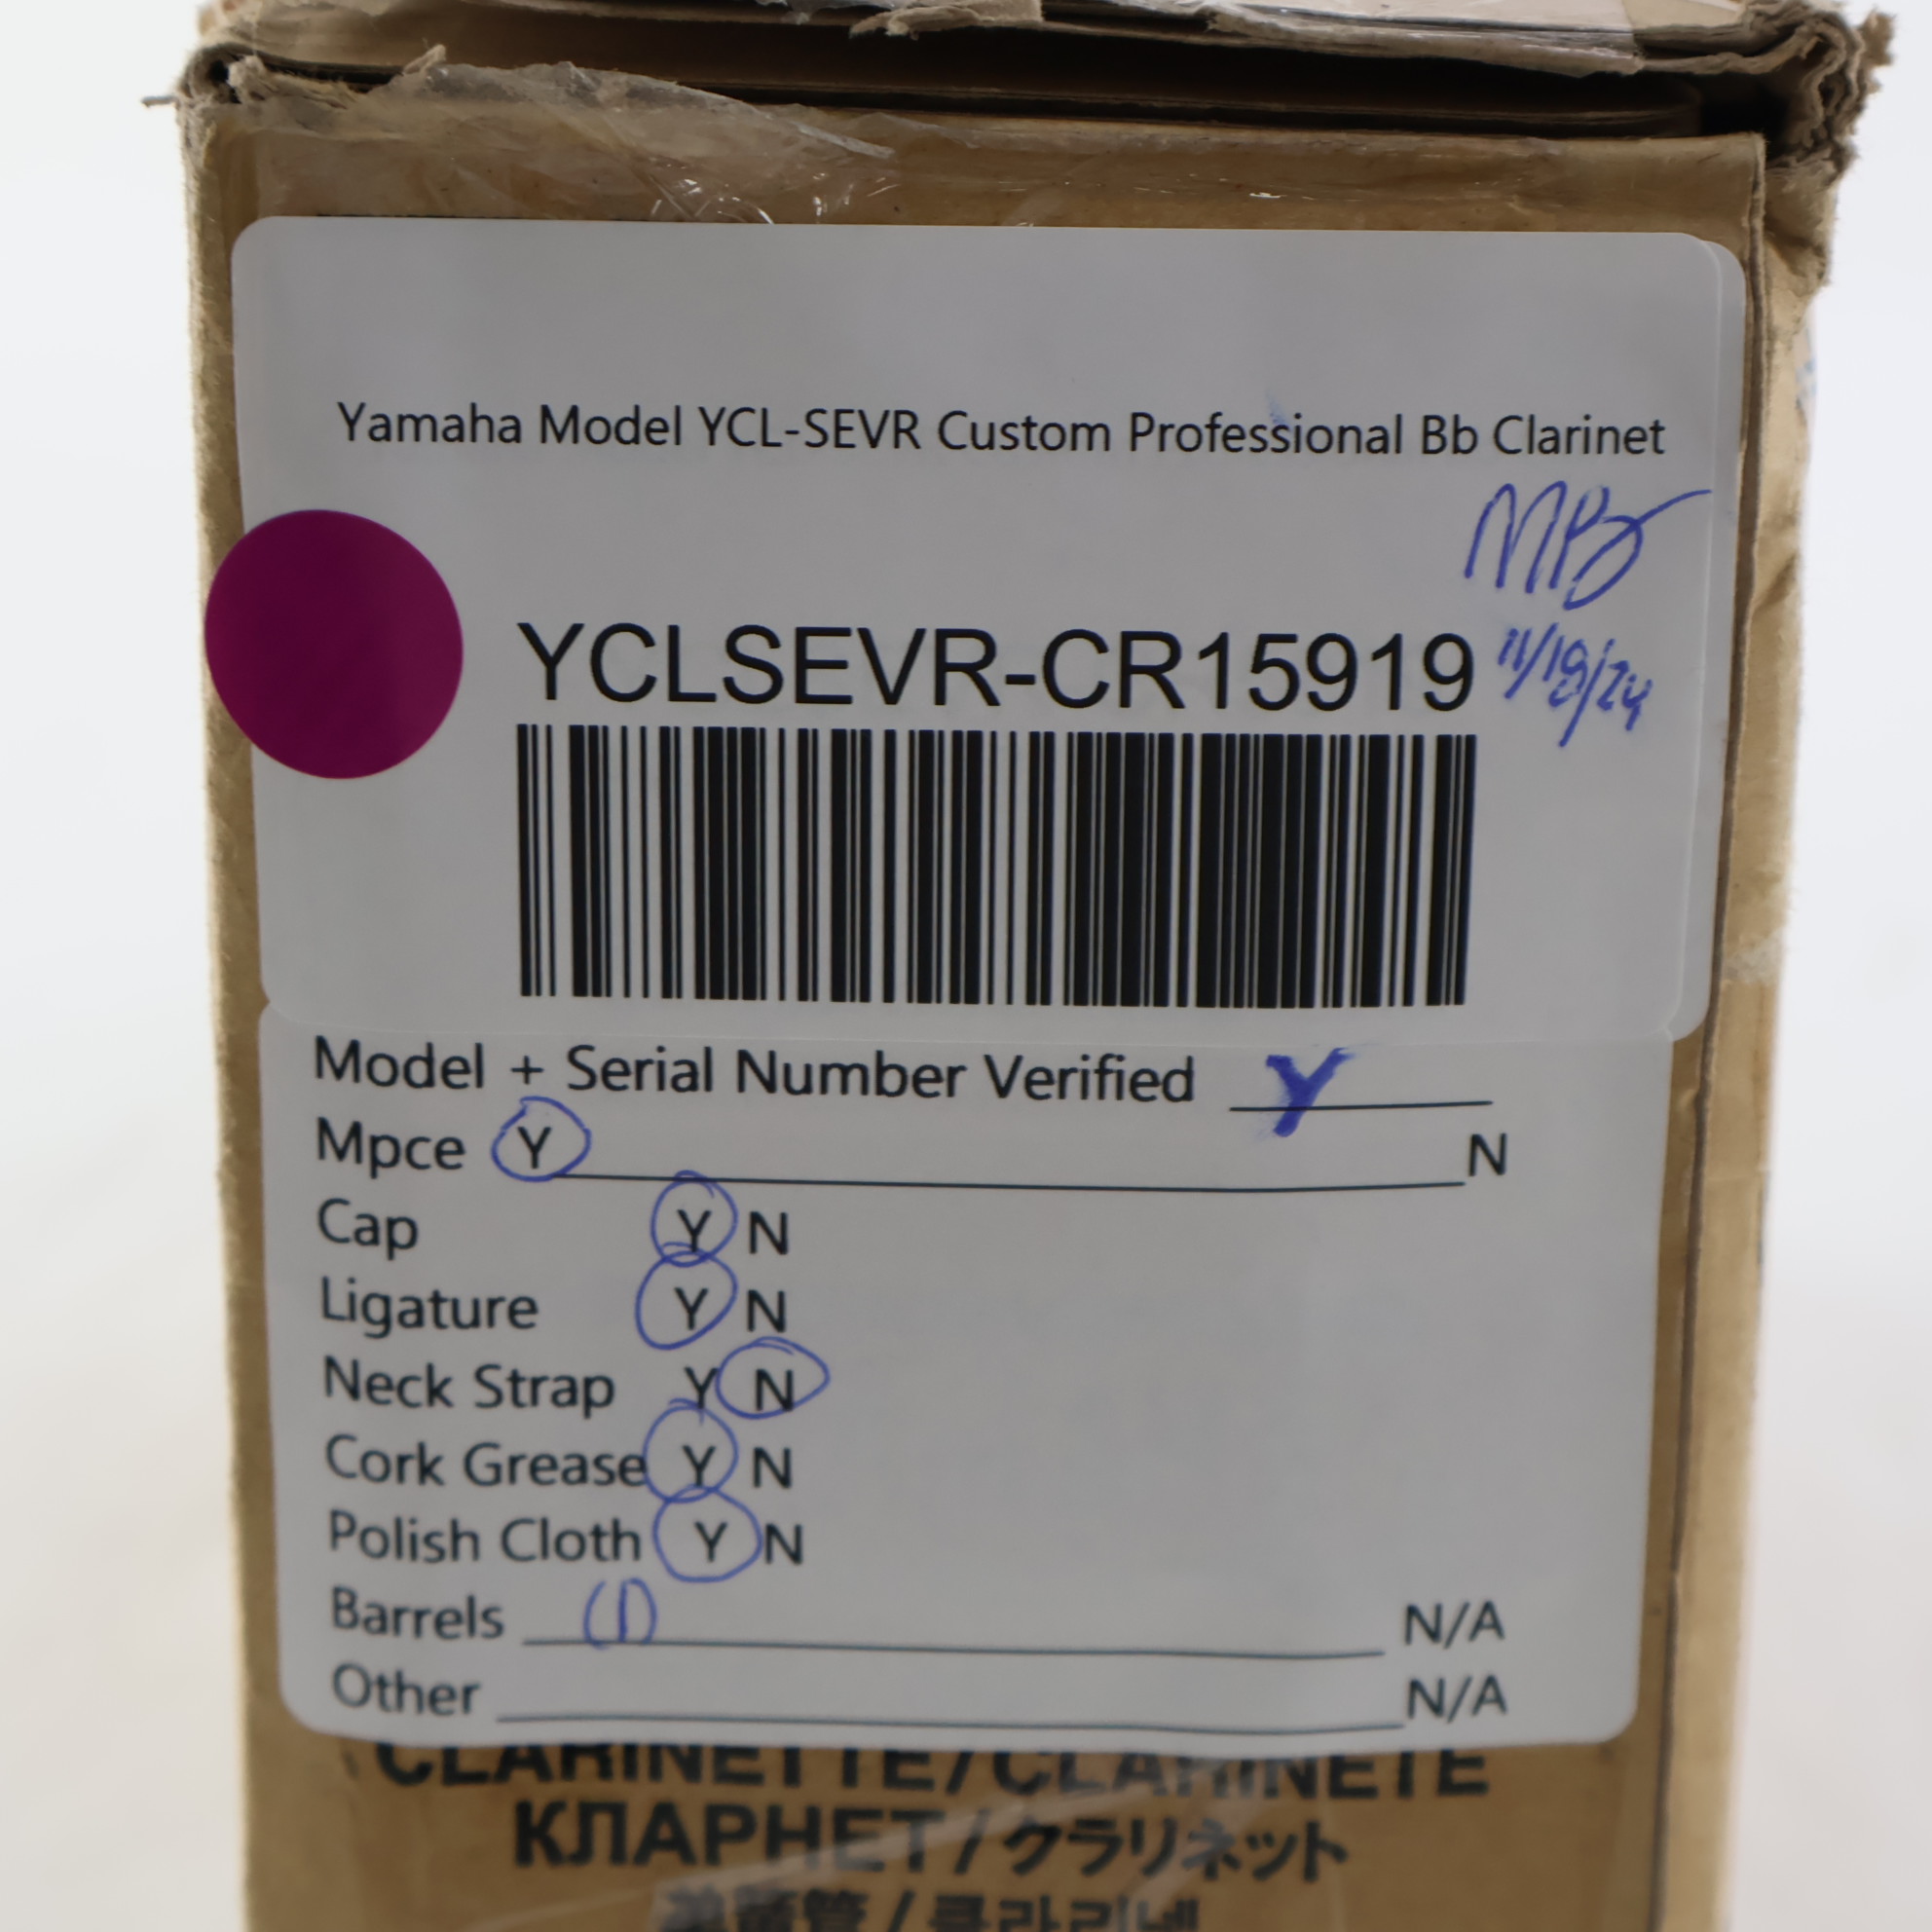 Yamaha Model YCL-SEVR Custom Professional Bb Clarinet
MB
YCLSEVR-CR15919
11/18/24
Model + Serial Number Verified Y
Mpce Y N
Cap Y N
Ligature Y N
Neck Strap Y N
Cork Grease Y N
Polish Cloth Y N
Barrels (1) N/A
Other N/A
CLARINETTE/CLARINETE
КЛАРНЕТ/クラリネット